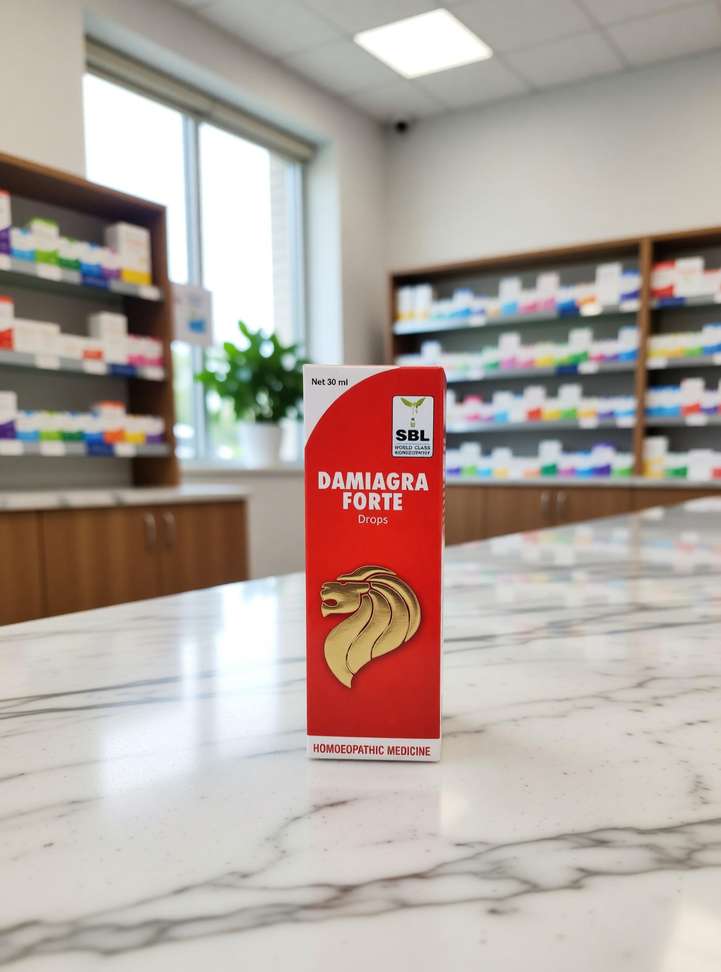 Net 30 ml
SBL
WORLD CLASS
HOMOEOPATHY
DAMIAGRA
FORTE
Drops
HOMOEOPATHIC MEDICINE